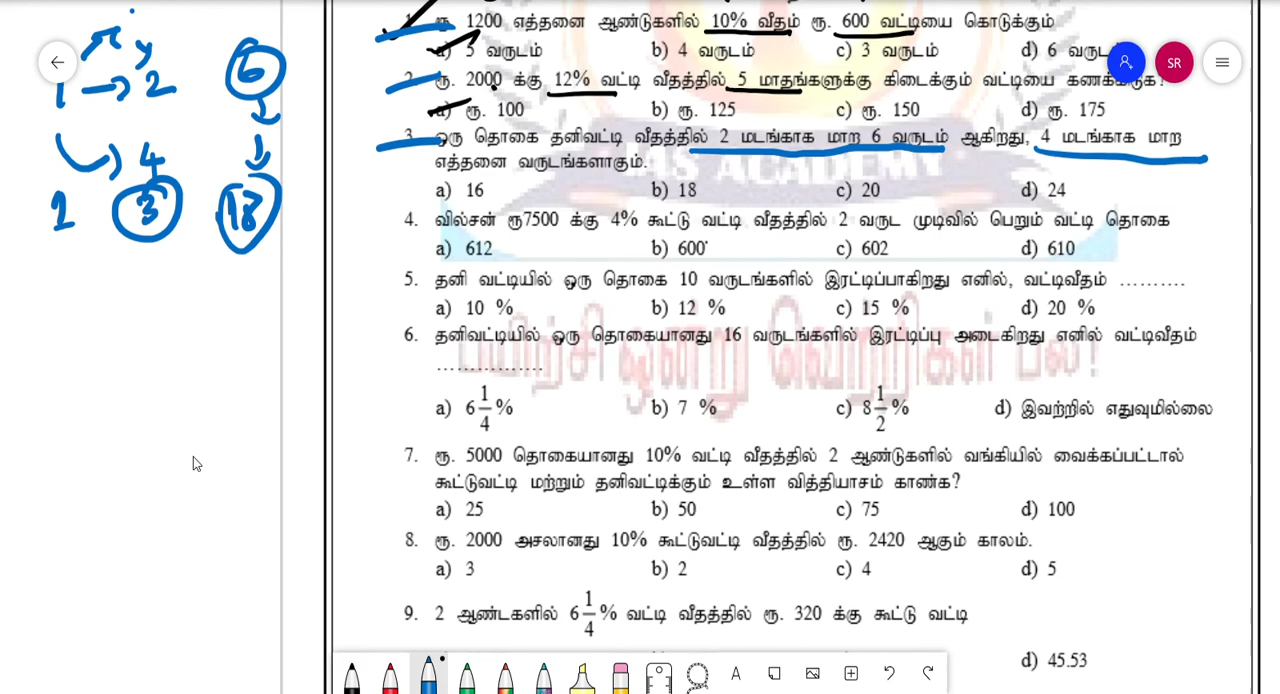 1. ரூ. 1200 எத்தனை ஆண்டுகளில் 10% வீதம் ரூ. 600 வட்டியை கொடுக்கும்
a) 5 வருடம் b) 4 வருடம் c) 3 வருடம் d) 6 வருட
2. ரூ. 2000 க்கு 12% வட்டி வீதத்தில் 5 மாதங்களுக்கு கிடைக்கும் வட்டியை கணக்கிடுக?
a) ரூ. 100 b) ரூ. 125 c) ரூ. 150 d) ரூ. 175
3. ஒரு தொகை தனிவட்டி வீதத்தில் 2 மடங்காக மாற 6 வருடம் ஆகிறது, 4 மடங்காக மாற
எத்தனை வருடங்களாகும்.
a) 16 b) 18 c) 20 d) 24
4. வில்சன் ரூ7500 க்கு 4% கூட்டு வட்டி வீதத்தில் 2 வருட முடிவில் பெறும் வட்டி தொகை
a) 612 b) 600 c) 602 d) 610
5. தனி வட்டியில் ஒரு தொகை 10 வருடங்களில் இரட்டிப்பாகிறது எனில், வட்டிவீதம் ..........
a) 10 % b) 12 % c) 15 % d) 20 %
6. தனிவட்டியில் ஒரு தொகையானது 16 வருடங்களில் இரட்டிப்பு அடைகிறது எனில் வட்டிவீதம்
................
a) 6 1/4 % b) 7 % c) 8 1/2 % d) இவற்றில் எதுவுமில்லை
7. ரூ. 5000 தொகையானது 10% வட்டி வீதத்தில் 2 ஆண்டுகளில் வங்கியில் வைக்கப்பட்டால்
கூட்டுவட்டி மற்றும் தனிவட்டிக்கும் உள்ள வித்தியாசம் காண்க?
a) 25 b) 50 c) 75 d) 100
8. ரூ. 2000 அசலானது 10% கூட்டுவட்டி வீதத்தில் ரூ. 2420 ஆகும் காலம்.
a) 3 b) 2 c) 4 d) 5
9. 2 ஆண்டகளில் 6 1/4 % வட்டி வீதத்தில் ரூ. 320 க்கு கூட்டு வட்டி
d) 45.53
SR
IAS ACADEMY
பயிற்சி ஒன்று வெற்றிகள் பல!
y 6
1 → 2
4
1 3 18